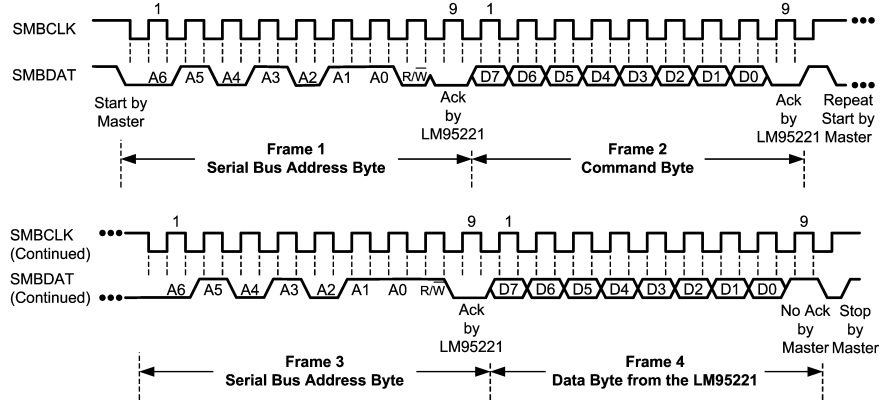 1 9 1 9
SMBCLK
SMBDAT
A6 A5 A4 A3 A2 A1 A0 R/W D7 D6 D5 D4 D3 D2 D1 D0
Start by
Master
Ack
by
LM95221
Ack
by
LM95221
Repeat
Start by
Master
Frame 1
Serial Bus Address Byte
Frame 2
Command Byte
1 9 1 9
SMBCLK
(Continued)
SMBDAT
(Continued)
A6 A5 A4 A3 A2 A1 A0 R/W D7 D6 D5 D4 D3 D2 D1 D0
Ack
by
LM95221
No Ack
by
Master
Stop
by
Master
Frame 3
Serial Bus Address Byte
Frame 4
Data Byte from the LM95221